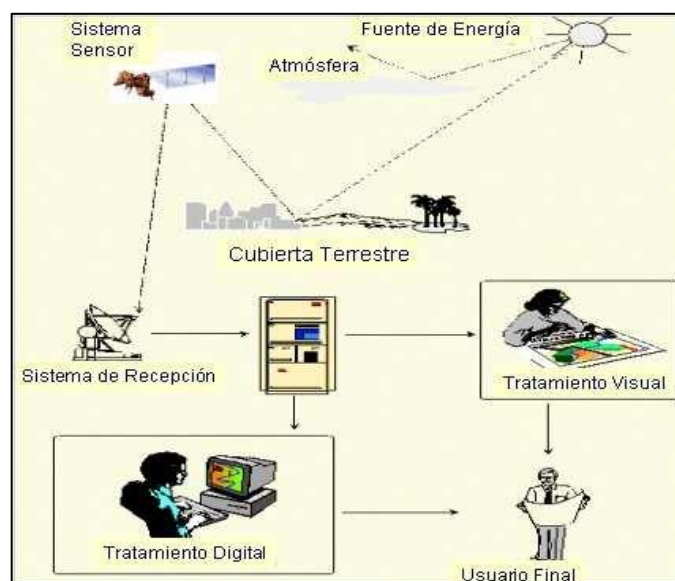 Sistema
Sensor
Fuente de Energía
Atmósfera
Cubierta Terrestre
Sistema de Recepción
Tratamiento Visual
Tratamiento Digital
Usuario Final